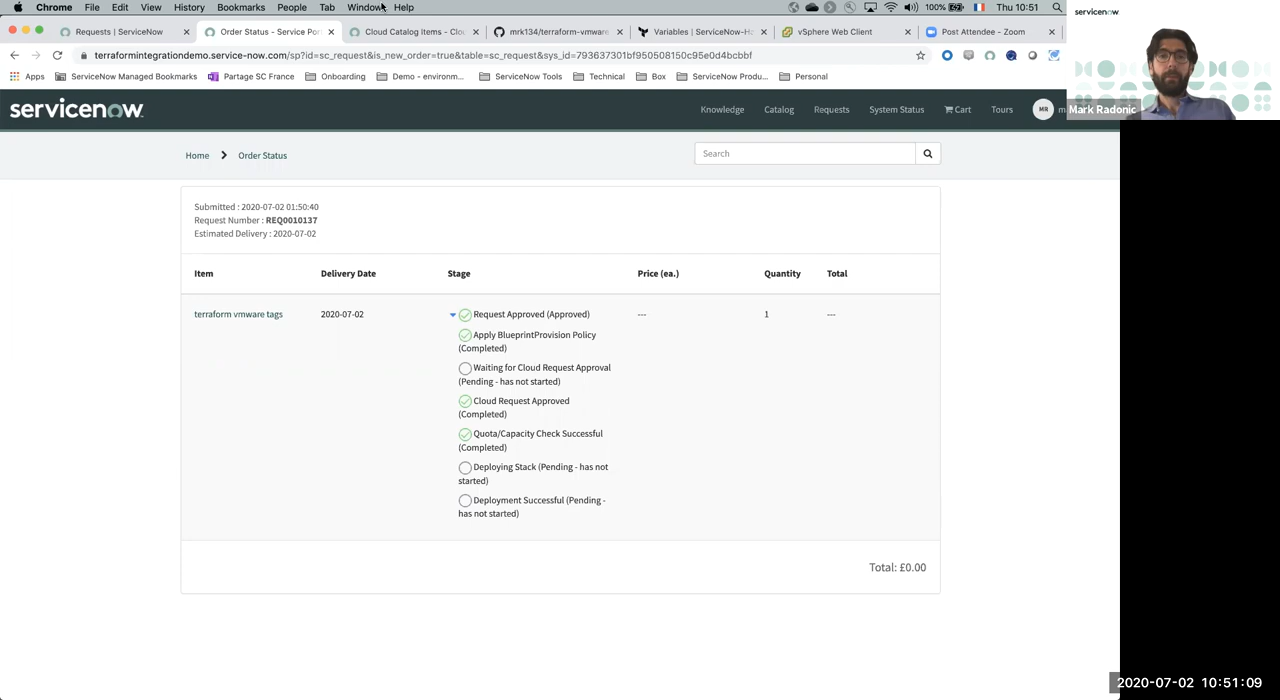 Chrome File Edit View History Bookmarks People Tab Window Help 100% Thu 10:51
servicenow
Requests | ServiceNow
Order Status - Service Por
Cloud Catalog Items - Clou
mrk134/terraform-vmware
Variables | ServiceNow-Ha
vSphere Web Client
Post Attendee - Zoom
terraformintegrationdemo.service-now.com/sp?id=sc_request&is_new_order=true&table=sc_request&sys_id=793637301bf950508150c95e0d4bcbbf
Apps ServiceNow Managed Bookmarks Partage SC France Onboarding Demo - environm... ServiceNow Tools Technical Box ServiceNow Produ... Personal
servicenow
Knowledge Catalog Requests System Status Cart Tours MR m
Mark Radonic
Home Order Status
Search
Submitted : 2020-07-02 01:50:40
Request Number : REQ0010137
Estimated Delivery : 2020-07-02
Item Delivery Date Stage Price (ea.) Quantity Total
terraform vmware tags 2020-07-02 Request Approved (Approved) --- 1 ---
Apply BlueprintProvision Policy
(Completed)
Waiting for Cloud Request Approval
(Pending - has not started)
Cloud Request Approved
(Completed)
Quota/Capacity Check Successful
(Completed)
Deploying Stack (Pending - has not
started)
Deployment Successful (Pending -
has not started)
Total: £0.00
2020-07-02 10:51:09